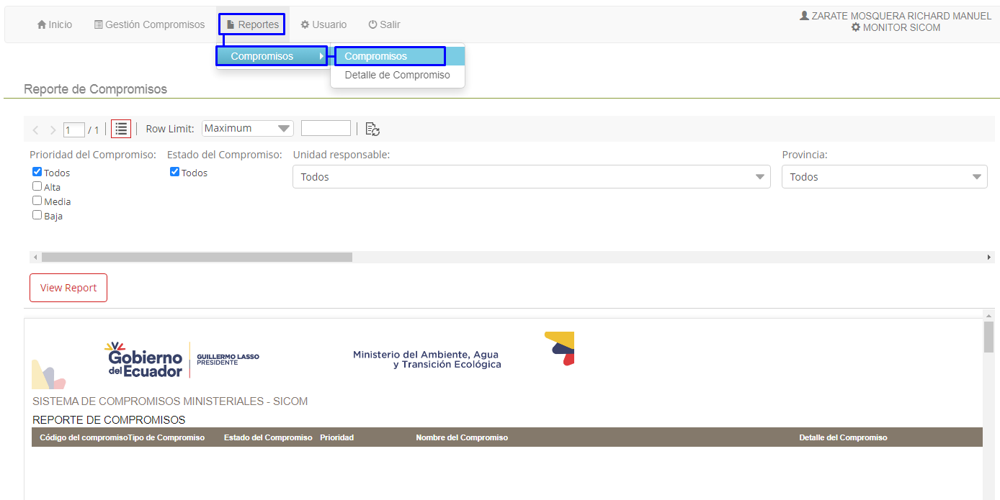 Inicio Gestión Compromisos Reportes Usuario Salir
ZARATE MOSQUERA RICHARD MANUEL
MONITOR SICOM
Compromisos Compromisos
Detalle de Compromiso
Reporte de Compromisos
1 / 1 Row Limit: Maximum
Prioridad del Compromiso: Estado del Compromiso: Unidad responsable: Provincia:
Todos Todos Todos Todos
Alta
Media
Baja
View Report
Gobierno del Ecuador
GUILLERMO LASSO
PRESIDENTE
Ministerio del Ambiente, Agua
y Transición Ecológica
SISTEMA DE COMPROMISOS MINISTERIALES - SICOM
REPORTE DE COMPROMISOS
Código del compromisoTipo de Compromiso Estado del Compromiso Prioridad Nombre del Compromiso Detalle del Compromiso